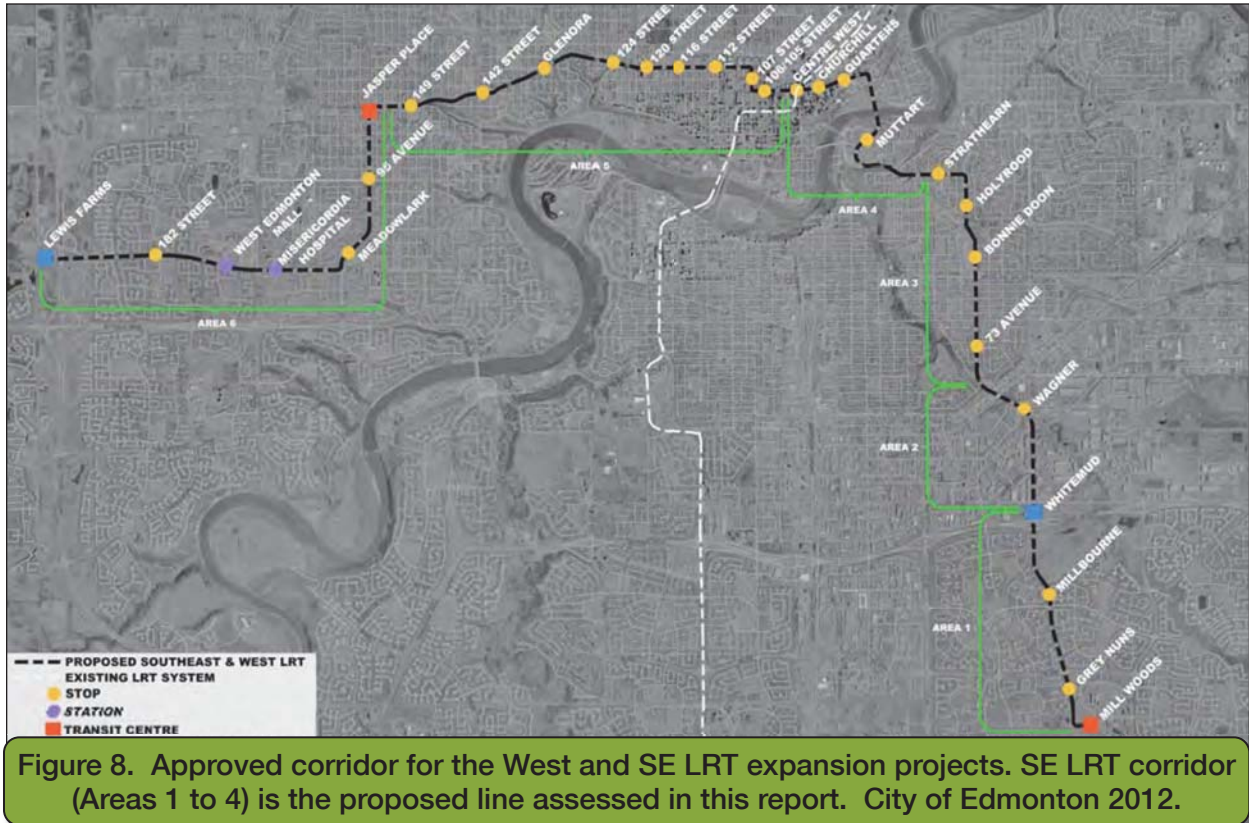 LEWIS FARMS
182 STREET
WEST EDMONTON
MALL
MISERICORDIA
HOSPITAL
MEADOWLARK
95 AVENUE
JASPER PLACE
149 STREET
142 STREET
GLENORA
124 STREET
120 STREET
116 STREET
112 STREET
107 STREET
106/105 STREET
CENTRE WEST
CHURCHILL
QUARTERS
MUTTART
STRATHEARN
HOLYROOD
BONNIE DOON
73 AVENUE
WAGNER
WHITEMUD
MILLBOURNE
GREY NUNS
MILL WOODS
AREA 5
AREA 4
AREA 3
AREA 6
AREA 2
AREA 1
PROPOSED SOUTHEAST & WEST LRT
EXISTING LRT SYSTEM
STOP
STATION
TRANSIT CENTRE
Figure 8. Approved corridor for the West and SE LRT expansion projects. SE LRT corridor
(Areas 1 to 4) is the proposed line assessed in this report. City of Edmonton 2012.